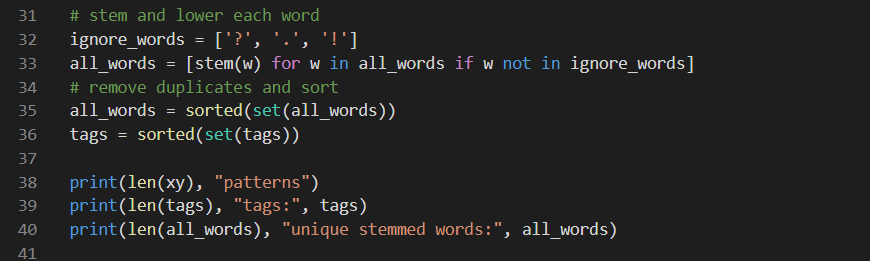 31 # stem and lower each word
32 ignore_words = ['?', '.', '!']
33 all_words = [stem(w) for w in all_words if w not in ignore_words]
34 # remove duplicates and sort
35 all_words = sorted(set(all_words))
36 tags = sorted(set(tags))
37
38 print(len(xy), "patterns")
39 print(len(tags), "tags:", tags)
40 print(len(all_words), "unique stemmed words:", all_words)
41